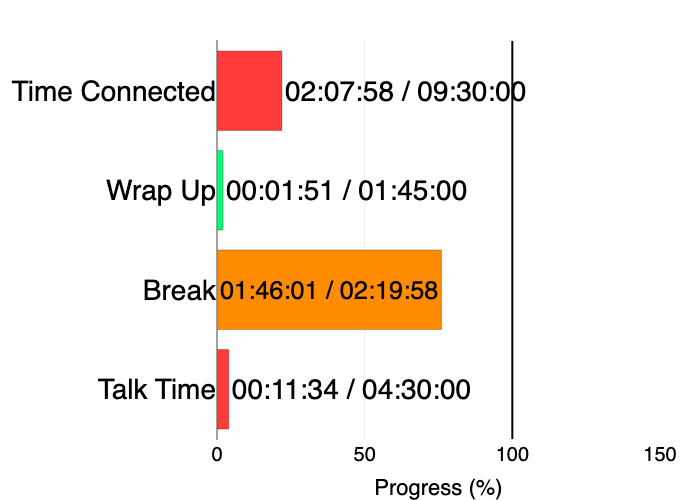 Time Connected 02:07:58 / 09:30:00
Wrap Up 00:01:51 / 01:45:00
Break 01:46:01 / 02:19:58
Talk Time 00:11:34 / 04:30:00
0 50 100 150
Progress (%)